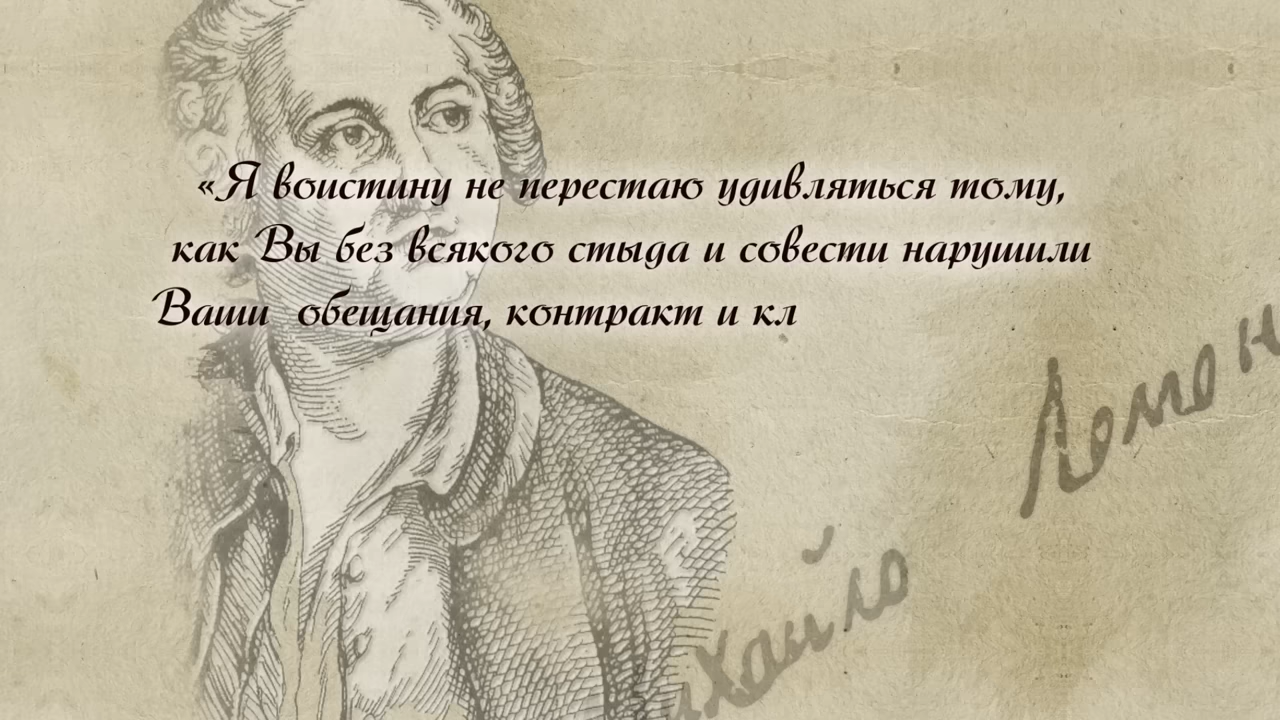 «Я воистину не перестаю удивляться тому,
как Вы без всякого стыда и совести нарушили
Ваши обещания, контракт и кл